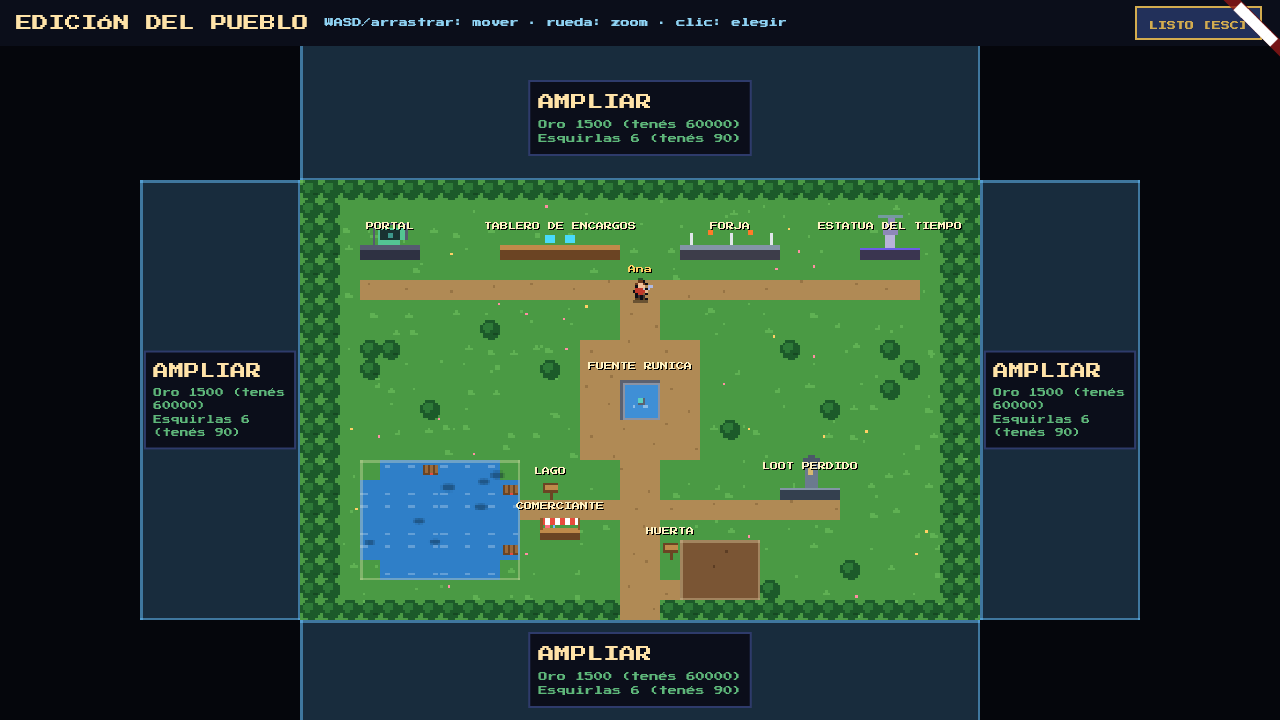 EDICIóN DEL PUEBLO
WASD/arrastrar: mover · rueda: zoom · clic: elegir
LISTO [ESC]
AMPLIAR
Oro 1500 (tenés 60000)
Esquirlas 6 (tenés 90)
PORTAL
TABLERO DE ENCARGOS
FORJA
ESTATUA DEL TIEMPO
Ana
AMPLIAR
Oro 1500 (tenés
60000)
Esquirlas 6
(tenés 90)
FUENTE RUNICA
AMPLIAR
Oro 1500 (tenés
60000)
Esquirlas 6
(tenés 90)
LAGO
LOOT PERDIDO
COMERCIANTE
HUERTA
AMPLIAR
Oro 1500 (tenés 60000)
Esquirlas 6 (tenés 90)